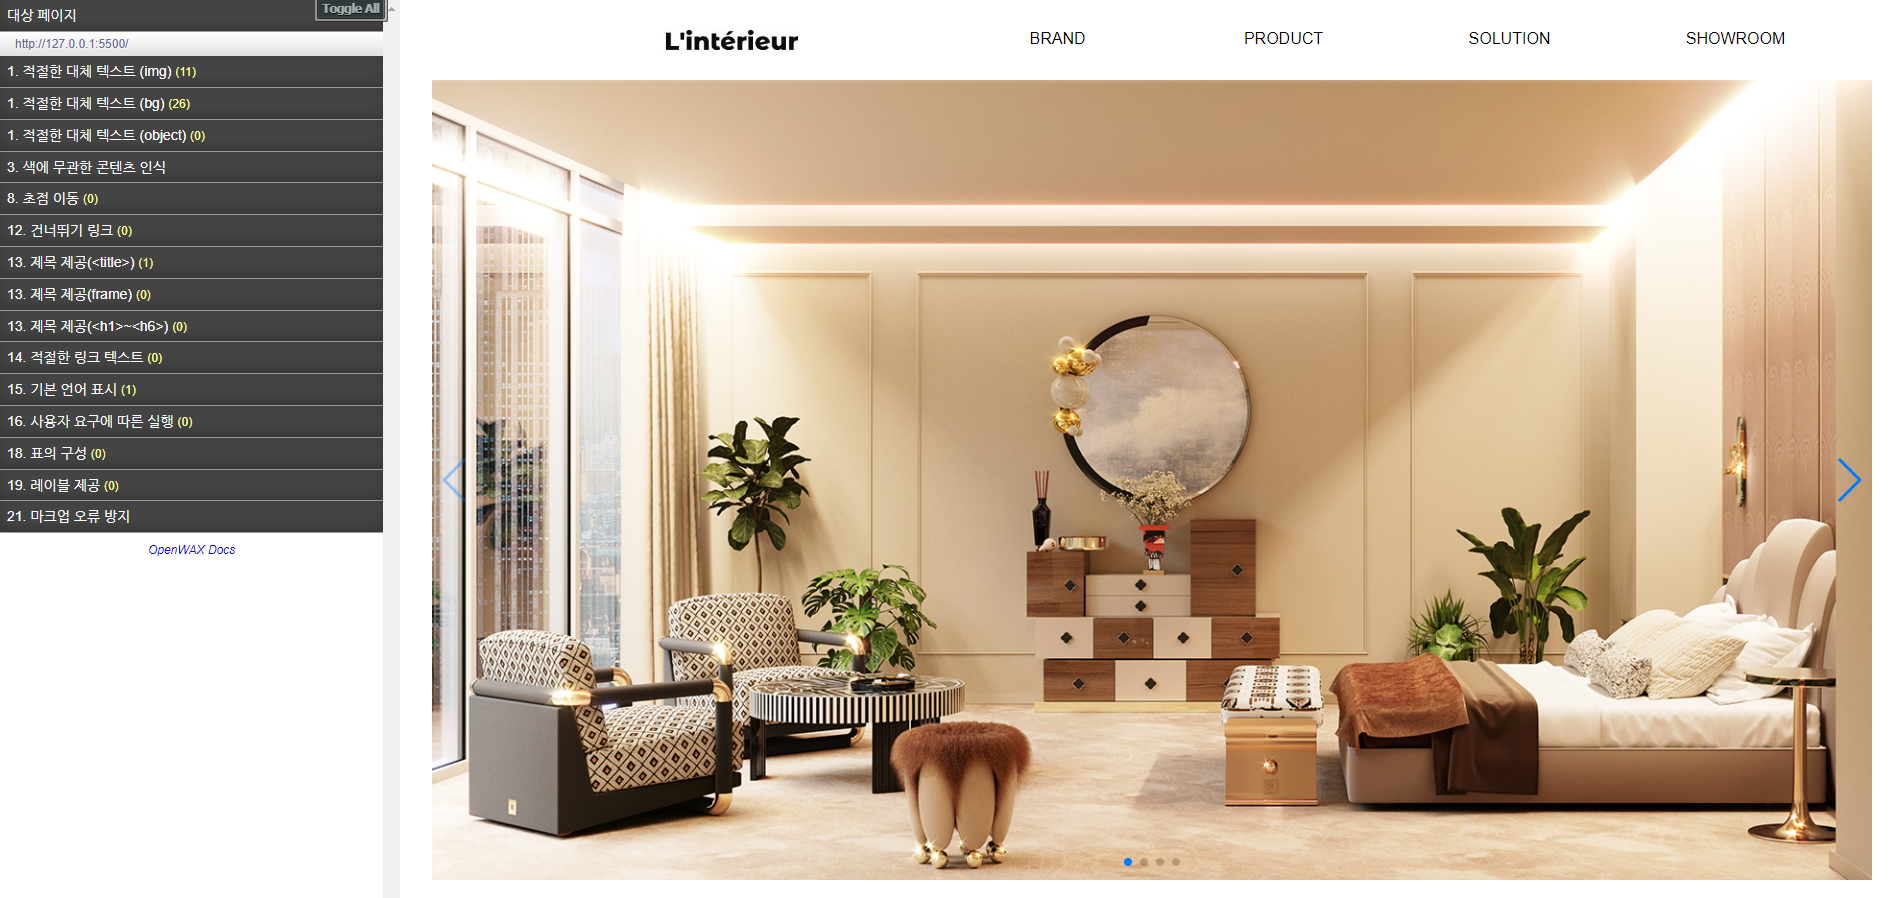 대상 페이지
Toggle All
http://127.0.0.1:5500/
1. 적절한 대체 텍스트 (img) (11)
1. 적절한 대체 텍스트 (bg) (26)
1. 적절한 대체 텍스트 (object) (0)
3. 색에 무관한 콘텐츠 인식
8. 초점 이동 (0)
12. 건너뛰기 링크 (0)
13. 제목 제공(<title>) (1)
13. 제목 제공(frame) (0)
13. 제목 제공(<h1>~<h6>) (0)
14. 적절한 링크 텍스트 (0)
15. 기본 언어 표시 (1)
16. 사용자 요구에 따른 실행 (0)
18. 표의 구성 (0)
19. 레이블 제공 (0)
21. 마크업 오류 방지
OpenWAX Docs
L'intérieur
BRAND
PRODUCT
SOLUTION
SHOWROOM